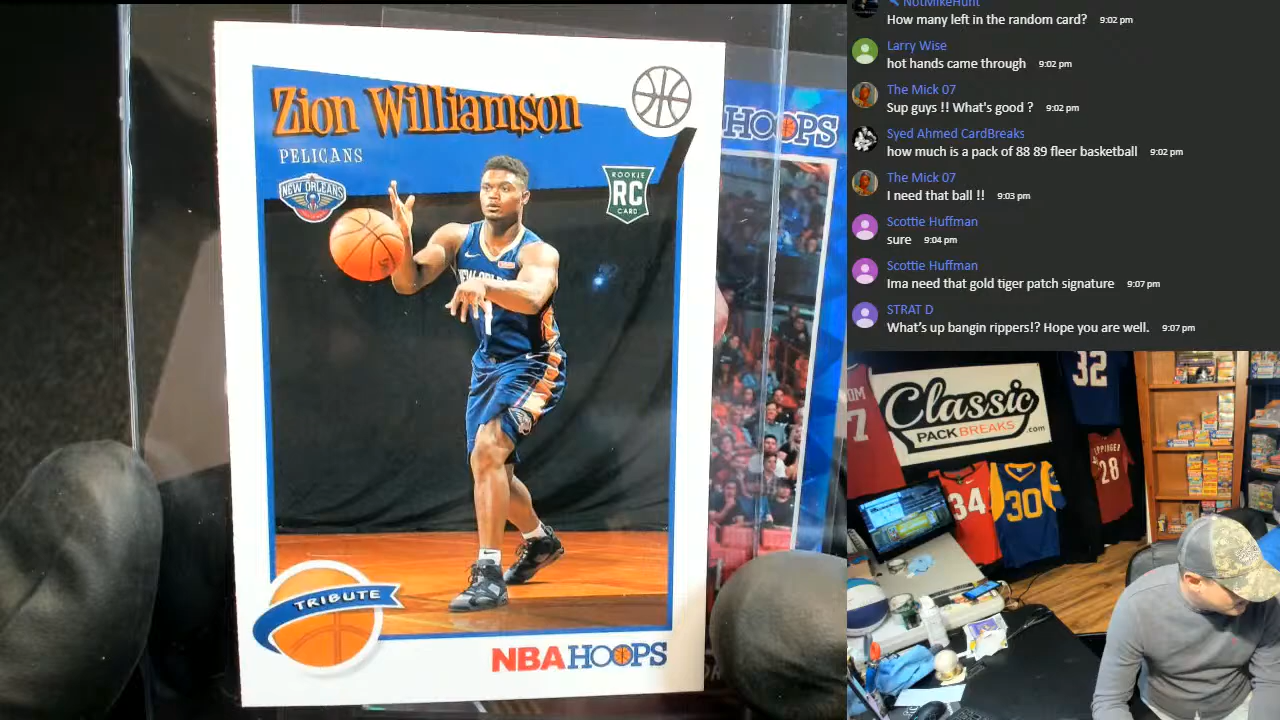 Zion Williamson
PELICANS
NEW ORLEANS
ROOKIE
RC
CARD
TRIBUTE
NBA HOOPS
HOOPS
NotMikeHunt
How many left in the random card? 9:02 pm
Larry Wise
hot hands came through 9:02 pm
The Mick 07
Sup guys !! What's good ? 9:02 pm
Syed Ahmed CardBreaks
how much is a pack of 88 89 fleer basketball 9:02 pm
The Mick 07
I need that ball !! 9:03 pm
Scottie Huffman
sure 9:04 pm
Scottie Huffman
Ima need that gold tiger patch signature 9:07 pm
STRAT D
What's up bangin rippers!? Hope you are well. 9:07 pm
Classic
PACK BREAKS
.com
32
7
34
30
28